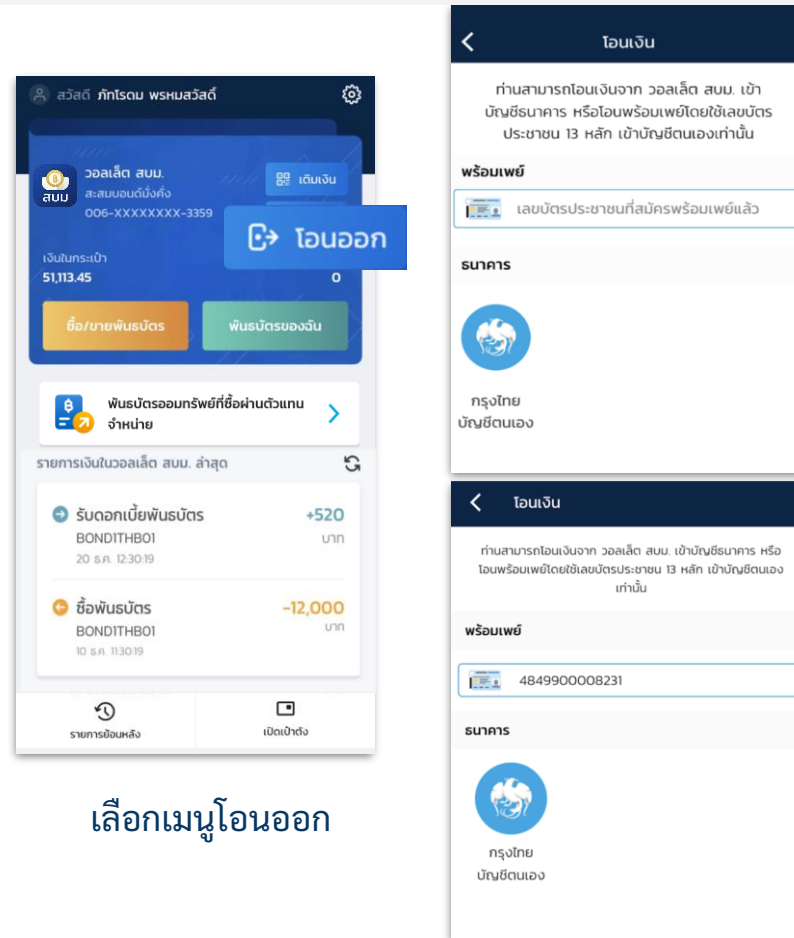 สวัสดี ภัทโรดม พรหมสวัสดิ์
วอลเล็ต สบม.
สะสมบอนด์มั่งคั่ง
006-XXXXXXXX-3359
สบม
เติมเงิน
โอนออก
เงินในกระเป๋า
51,113.45
0
ซื้อ/ขายพันธบัตร
พันธบัตรของฉัน
พันธบัตรออมทรัพย์ที่ซื้อผ่านตัวแทน
จำหน่าย
รายการเงินในวอลเล็ต สบม. ล่าสุด
รับดอกเบี้ยพันธบัตร
+520
BOND1THB01
บาท
20 ธ.ค. 12:30:19
ซื้อพันธบัตร
-12,000
BOND1THB01
บาท
10 ธ.ค. 11:30:19
รายการย้อนหลัง
เปิดเป๋าตัง
เลือกเมนูโอนออก
โอนเงิน
ท่านสามารถโอนเงินจาก วอลเล็ต สบม. เข้า
บัญชีธนาคาร หรือโอนพร้อมเพย์โดยใช้เลขบัตร
ประชาชน 13 หลัก เข้าบัญชีตนเองเท่านั้น
พร้อมเพย์
เลขบัตรประชาชนที่สมัครพร้อมเพย์แล้ว
ธนาคาร
กรุงไทย
บัญชีตนเอง
โอนเงิน
ท่านสามารถโอนเงินจาก วอลเล็ต สบม. เข้าบัญชีธนาคาร หรือ
โอนพร้อมเพย์โดยใช้เลขบัตรประชาชน 13 หลัก เข้าบัญชีตนเอง
เท่านั้น
พร้อมเพย์
4849900008231
ธนาคาร
กรุงไทย
บัญชีตนเอง